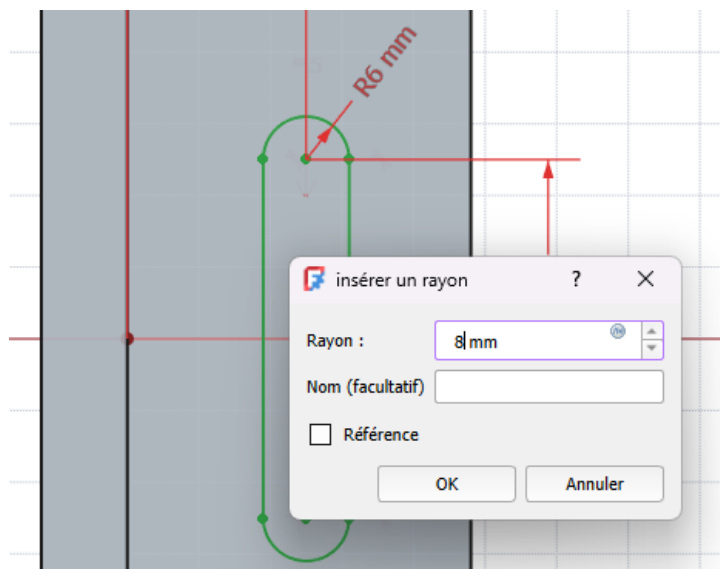 R6 mm
insérer un rayon ? X
Rayon : 8 mm
Nom (facultatif)
Référence
OK Annuler